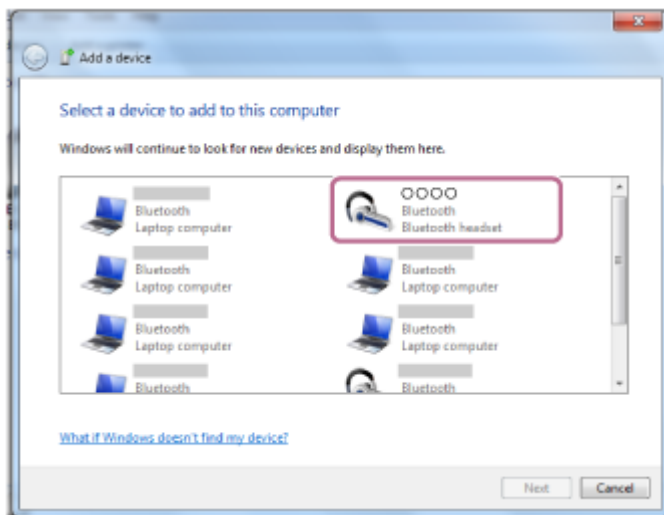 Add a device
Select a device to add to this computer
Windows will continue to look for new devices and display them here.
Bluetooth
Laptop computer
OOOO
Bluetooth
Bluetooth headset
Bluetooth
Laptop computer
Bluetooth
Laptop computer
Bluetooth
Laptop computer
Bluetooth
Laptop computer
Bluetooth
Bluetooth
What if Windows doesn't find my device?
Next
Cancel